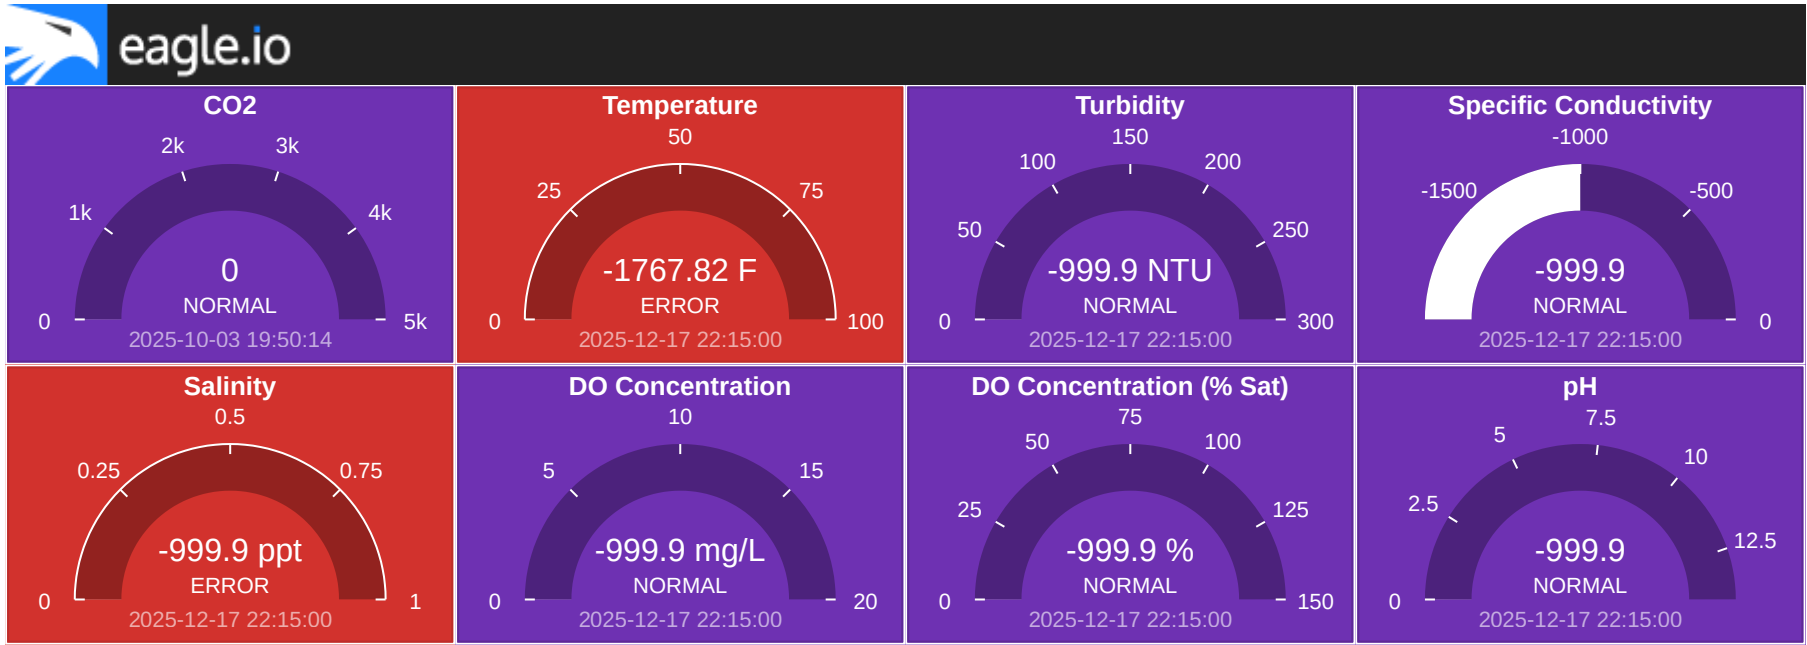 eagle.io
CO2
2k 3k
1k 4k
0
NORMAL
0 5k
2025-10-03 19:50:14
Temperature
50
25 75
-1767.82 F
ERROR
0 100
2025-12-17 22:15:00
Turbidity
150
100 200
50 250
-999.9 NTU
NORMAL
0 300
2025-12-17 22:15:00
Specific Conductivity
-1000
-1500 -500
-999.9
NORMAL
0
2025-12-17 22:15:00
Salinity
0.5
0.25 0.75
-999.9 ppt
ERROR
0 1
2025-12-17 22:15:00
DO Concentration
10
5 15
-999.9 mg/L
NORMAL
0 20
2025-12-17 22:15:00
DO Concentration (% Sat)
75
50 100
25 125
-999.9 %
NORMAL
0 150
2025-12-17 22:15:00
pH
7.5
5 10
2.5 12.5
-999.9
NORMAL
0
2025-12-17 22:15:00